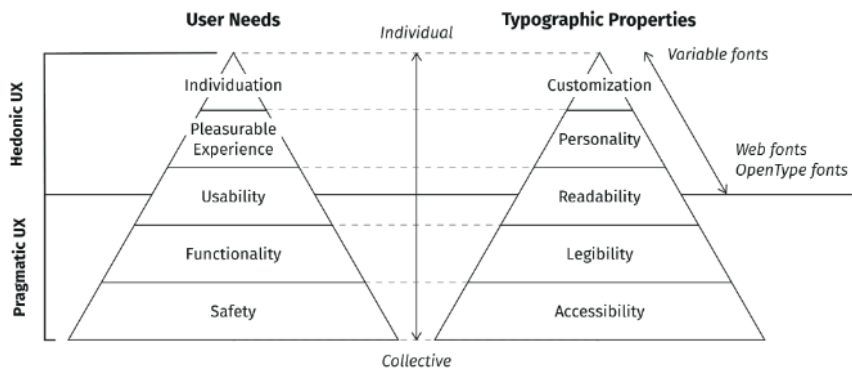 User Needs
Typographic Properties
Individual
Variable fonts
Hedonic UX
Individuation
Customization
Pleasurable
Experience
Personality
Web fonts
OpenType fonts
Usability
Readability
Pragmatic UX
Functionality
Legibility
Safety
Accessibility
Collective